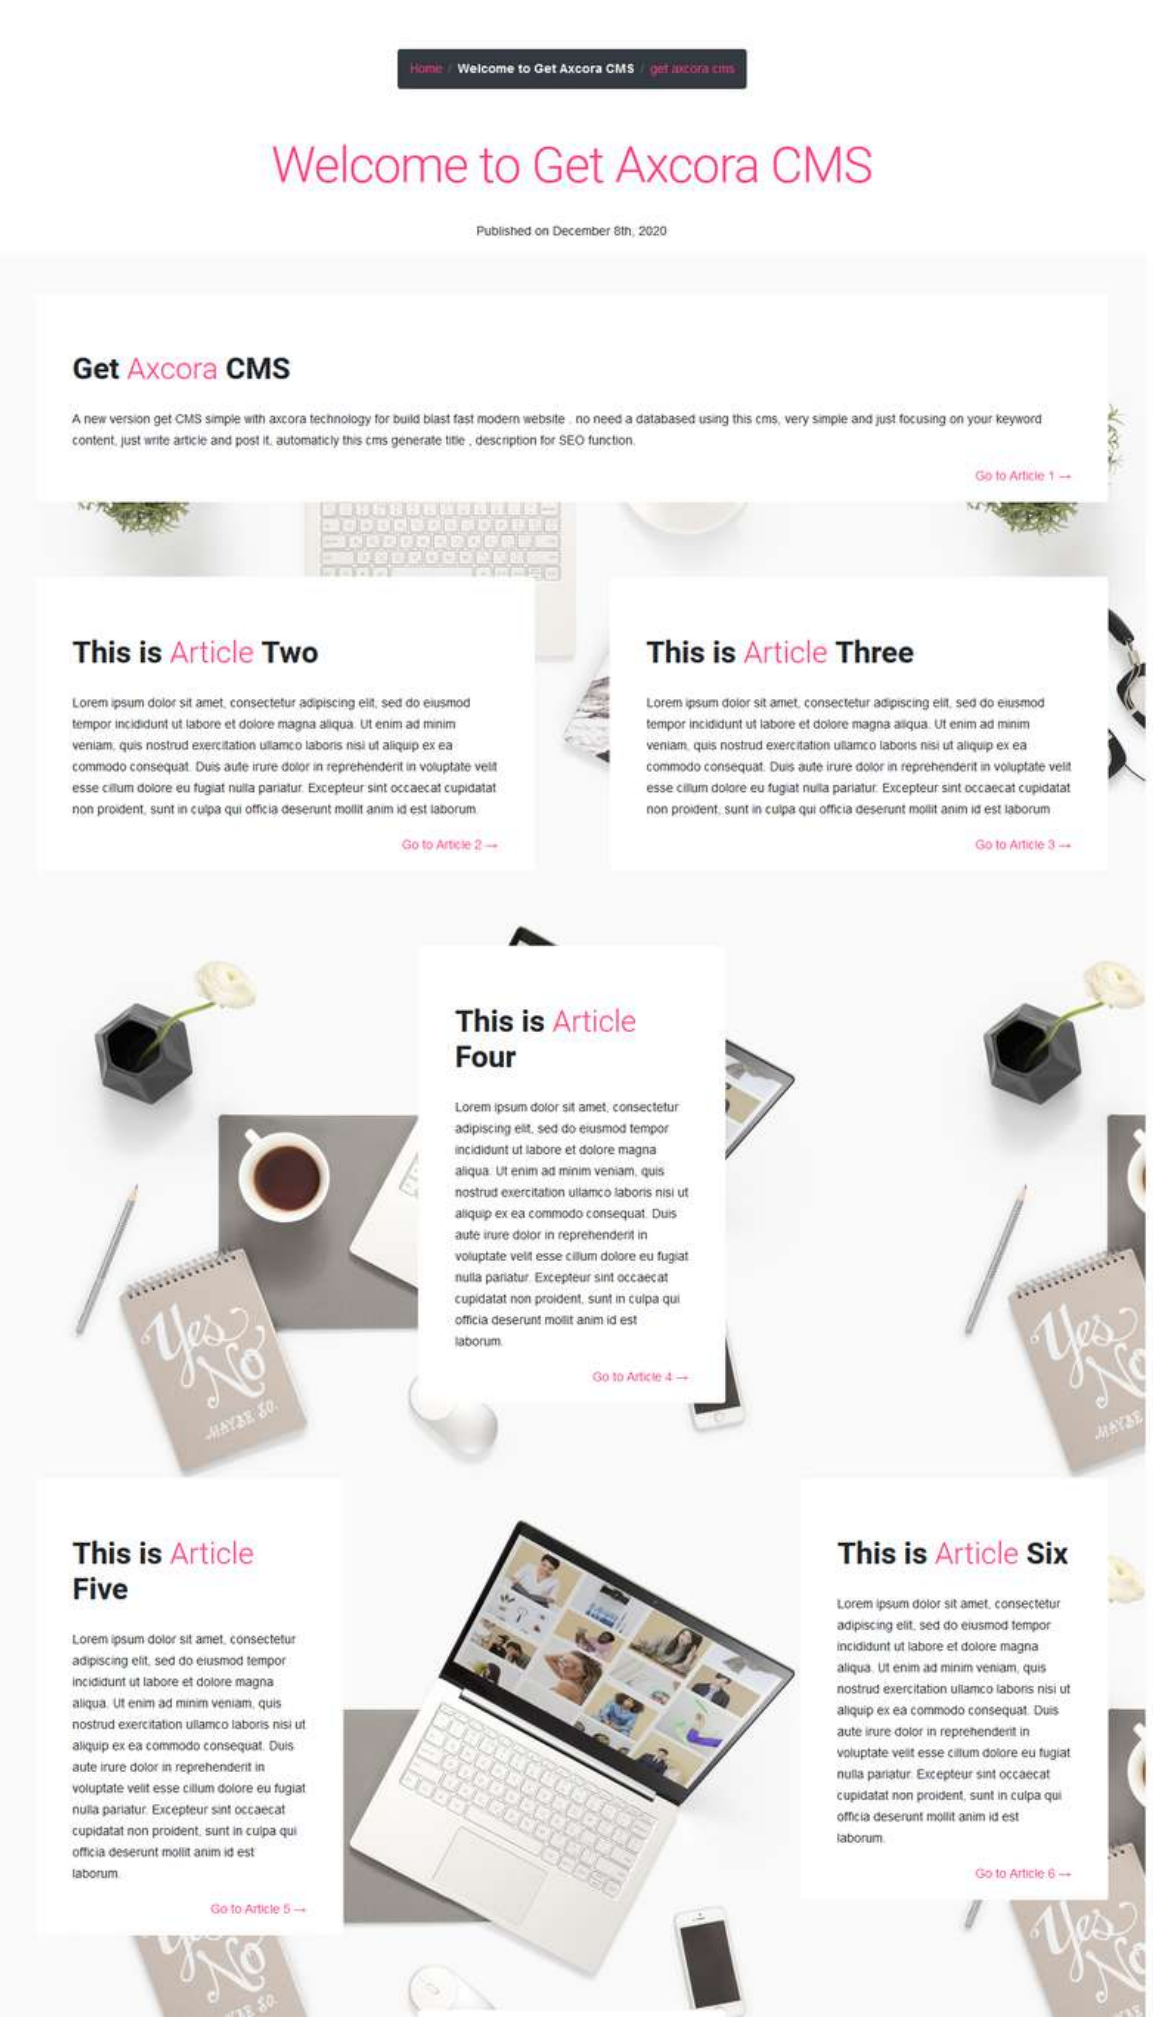 Home / Welcome to Get Axcora CMS / get axcora cms
Welcome to Get Axcora CMS
Published on December 8th, 2020
Get Axcora CMS
A new version get CMS simple with axcora technology for build blast fast modern website . no need a databased using this cms, very simple and just focusing on your keyword
content, just write article and post it, automaticly this cms generate title , description for SEO function.
Go to Article 1 →
This is Article Two
Lorem ipsum dolor sit amet, consectetur adipiscing elit, sed do eiusmod
tempor incididunt ut labore et dolore magna aliqua. Ut enim ad minim
veniam, quis nostrud exercitation ullamco laboris nisi ut aliquip ex ea
commodo consequat. Duis aute irure dolor in reprehenderit in voluptate velit
esse cillum dolore eu fugiat nulla pariatur. Excepteur sint occaecat cupidatat
non proident, sunt in culpa qui officia deserunt mollit anim id est laborum.
Go to Article 2 →
This is Article Three
Lorem ipsum dolor sit amet, consectetur adipiscing elit, sed do eiusmod
tempor incididunt ut labore et dolore magna aliqua. Ut enim ad minim
veniam, quis nostrud exercitation ullamco laboris nisi ut aliquip ex ea
commodo consequat. Duis aute irure dolor in reprehenderit in voluptate velit
esse cillum dolore eu fugiat nulla pariatur. Excepteur sint occaecat cupidatat
non proident, sunt in culpa qui officia deserunt mollit anim id est laborum
Go to Article 3 →
This is Article
Four
Lorem ipsum dolor sit amet, consectetur
adipiscing elit, sed do eiusmod tempor
incididunt ut labore et dolore magna
aliqua. Ut enim ad minim veniam, quis
nostrud exercitation ullamco laboris nisi ut
aliquip ex ea commodo consequat. Duis
aute irure dolor in reprehenderit in
voluptate velit esse cillum dolore eu fugiat
nulla pariatur. Excepteur sint occaecat
cupidatat non proident, sunt in culpa qui
officia deserunt mollit anim id est
laborum.
Go to Article 4 →
Yes
No
MAYBE SO.
Yes
No
MAYBE
This is Article
Five
Lorem ipsum dolor sit amet, consectetur
adipiscing elit, sed do eiusmod tempor
incididunt ut labore et dolore magna
aliqua. Ut enim ad minim veniam, quis
nostrud exercitation ullamco laboris nisi ut
aliquip ex ea commodo consequat. Duis
aute irure dolor in reprehenderit in
voluptate velit esse cillum dolore eu fugiat
nulla pariatur. Excepteur sint occaecat
cupidatat non proident, sunt in culpa qui
officia deserunt mollit anim id est
laborum.
Go to Article 5 →
This is Article Six
Lorem ipsum dolor sit amet, consectetur
adipiscing elit, sed do eiusmod tempor
incididunt ut labore et dolore magna
aliqua. Ut enim ad minim veniam, quis
nostrud exercitation ullamco laboris nisi ut
aliquip ex ea commodo consequat. Duis
aute irure dolor in reprehenderit in
voluptate velit esse cillum dolore eu fugiat
nulla pariatur. Excepteur sint occaecat
cupidatat non proident, sunt in culpa qui
officia deserunt mollit anim id est
laborum.
Go to Article 6 →
No
Yes
No